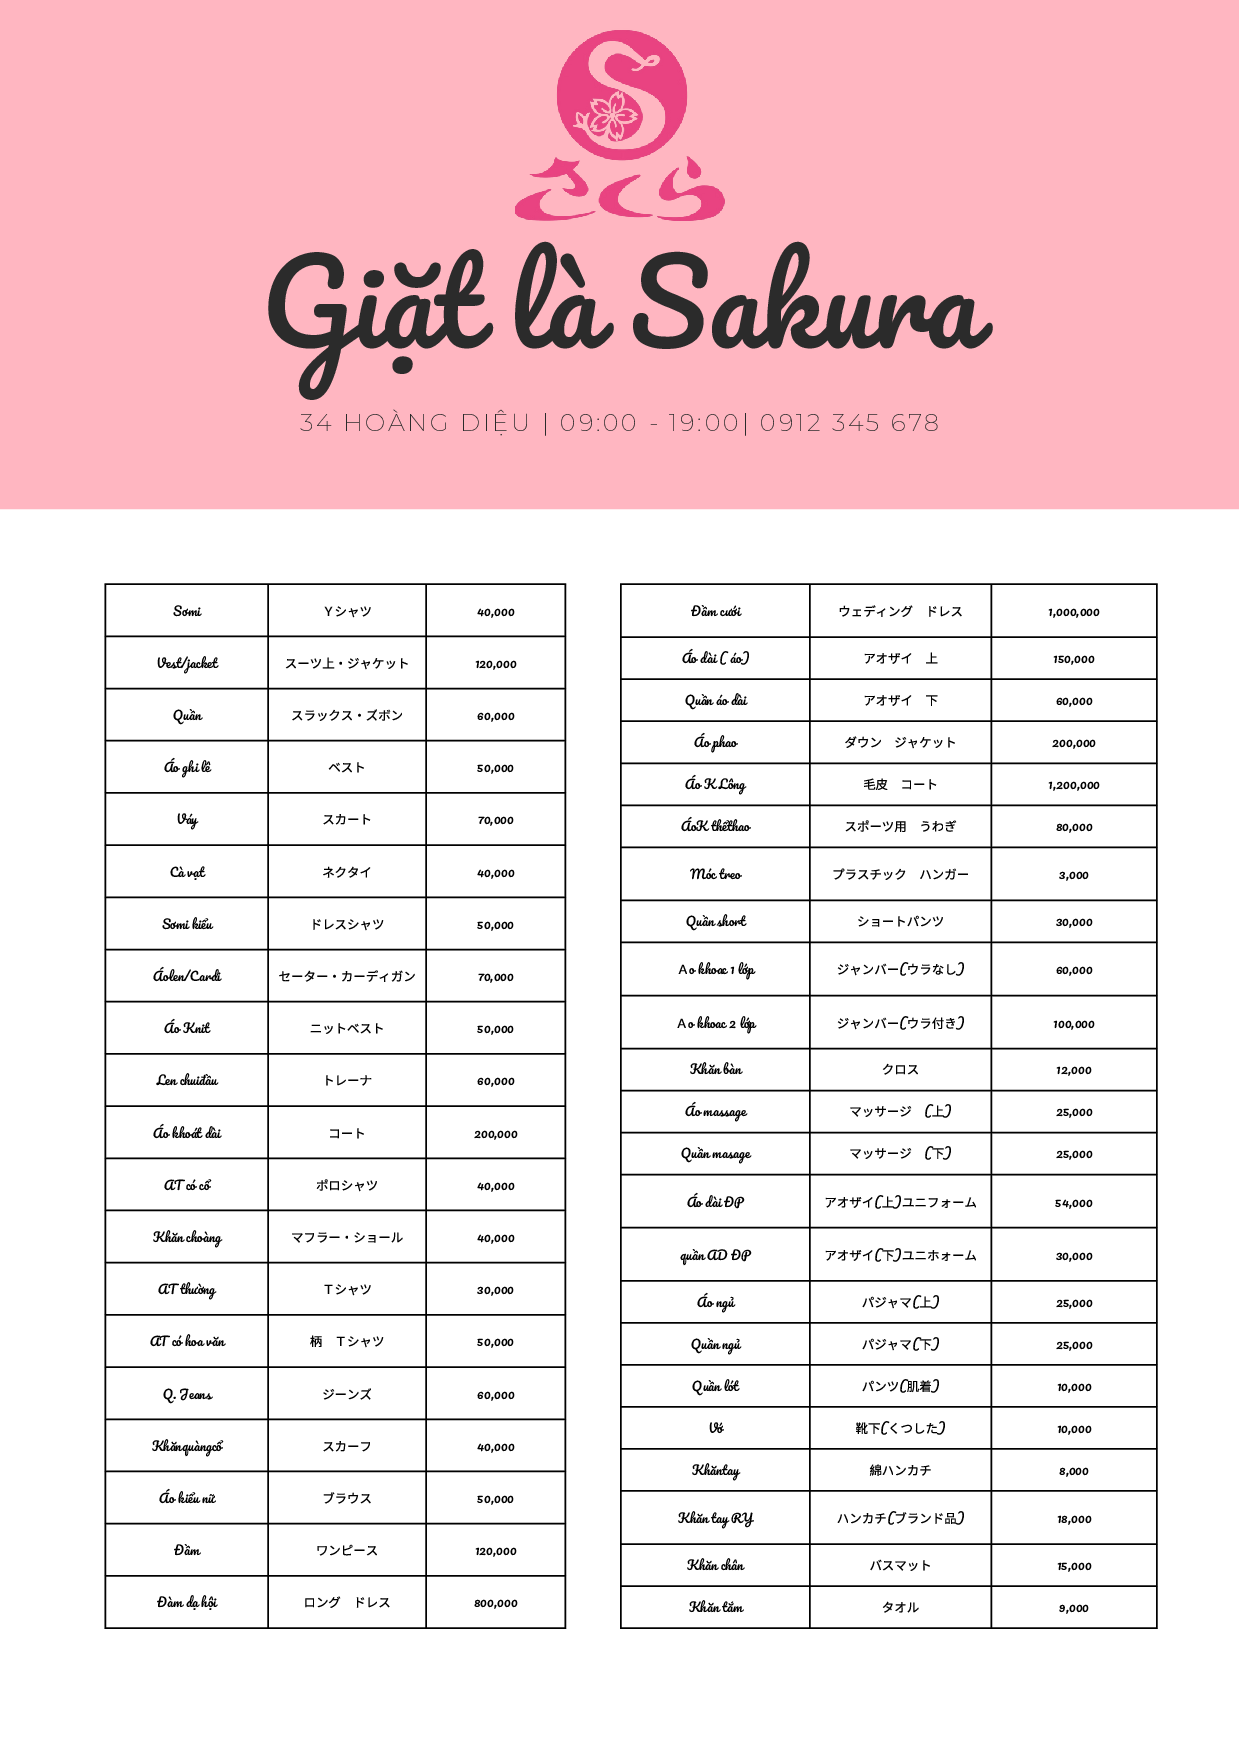 さくら
Giặt là Sakura
34 HOÀNG DIỆU | 09:00 - 19:00| 0912 345 678
Sơmi Yシャツ 40,000
Vest/jacket スーツ上・ジャケット 120,000
Quần スラックス・ズボン 60,000
Áo ghi lê ベスト 50,000
Váy スカート 70,000
Cà vạt ネクタイ 40,000
Sơmi kiểu ドレスシャツ 50,000
Áolen/Cardi セーター・カーディガン 70,000
Áo Knit ニットベスト 50,000
Len chuiđầu トレーナ 60,000
Áo khoát dài コート 200,000
AT có cổ ポロシャツ 40,000
Khăn choàng マフラー・ショール 40,000
AT thường Tシャツ 30,000
AT có hoa văn 柄　Tシャツ 50,000
Q. Jeans ジーンズ 60,000
Khănquàngcổ スカーフ 40,000
Áo kiểu nữ ブラウス 50,000
Đầm ワンピース 120,000
Đàm dạ hội ロング　ドレス 800,000
Đầm cưới ウェディング　ドレス 1,000,000
Áo dài ( áo) アオザイ　上 150,000
Quần áo dài アオザイ　下 60,000
Áo phao ダウン　ジャケット 200,000
Áo K Lông 毛皮　コート 1,200,000
ÁoK thểthao スポーツ用　うわぎ 80,000
Móc treo プラスチック　ハンガー 3,000
Quần short ショートパンツ 30,000
Ao khoac 1 lớp ジャンバー(ウラなし) 60,000
Ao khoac 2 lớp ジャンバー(ウラ付き) 100,000
Khăn bàn クロス 12,000
Áo massage マッサージ　(上) 25,000
Quần masage マッサージ　(下) 25,000
Áo dài ĐP アオザイ(上)ユニフォーム 54,000
quần AD ĐP アオザイ(下)ユニホォーム 30,000
Áo ngủ パジャマ(上) 25,000
Quần ngủ パジャマ(下) 25,000
Quần lót パンツ(肌着) 10,000
Vớ 靴下(くつした) 10,000
Khăntay 綿ハンカチ 8,000
Khăn tay RY ハンカチ(ブランド品) 18,000
Khăn chân バスマット 15,000
Khăn tắm タオル 9,000